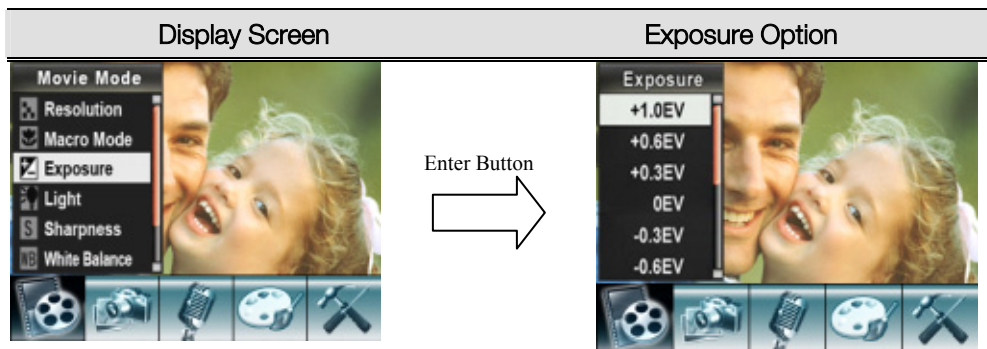 Display Screen
Exposure Option
Movie Mode
Resolution
Macro Mode
Exposure
Light
S Sharpness
WB White Balance
Enter Button
Exposure
+1.0EV
+0.6EV
+0.3EV
0EV
-0.3EV
-0.6EV